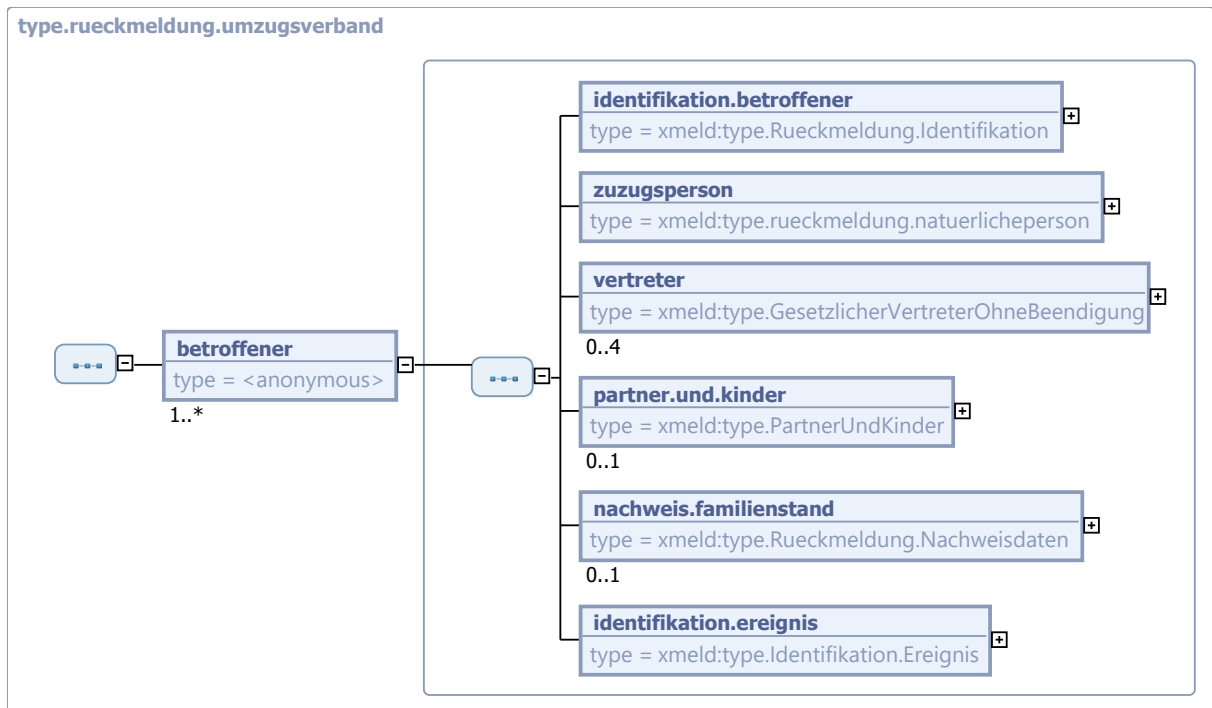 type.rueckmeldung.umzugsverband
identifikation.betroffener
type = xmeld:type.Rueckmeldung.Identifikation
zuzugsperson
type = xmeld:type.rueckmeldung.natuerlicheperson
vertreter
type = xmeld:type.GesetzlicherVertreterOhneBeendigung
0..4
betroffener
type = <anonymous>
1..*
partner.und.kinder
type = xmeld:type.PartnerUndKinder
0..1
nachweis.familienstand
type = xmeld:type.Rueckmeldung.Nachweisdaten
0..1
identifikation.ereignis
type = xmeld:type.Identifikation.Ereignis